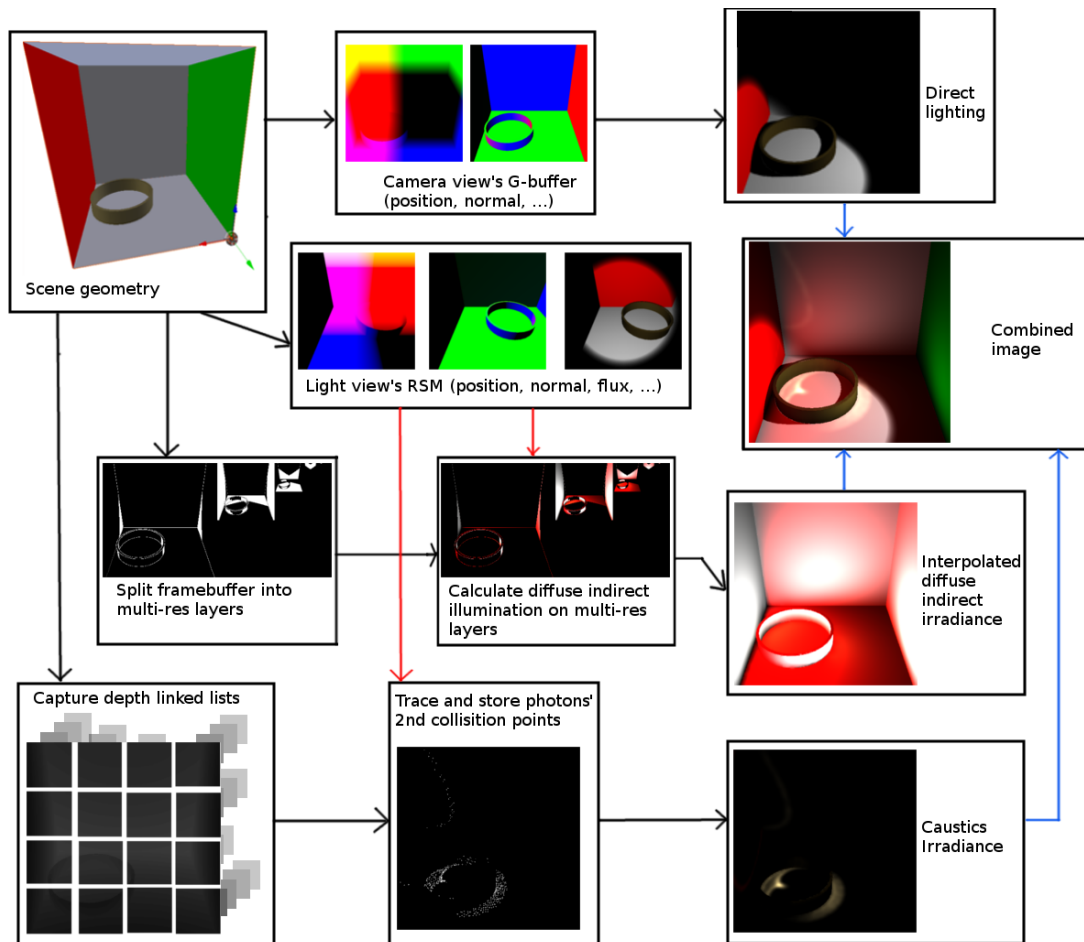 Scene geometry
Camera view's G-buffer
(position, normal, ...)
Direct
lighting
Light view's RSM (position, normal, flux, ...)
Combined
image
Split framebuffer into
multi-res layers
Calculate diffuse indirect
illumination on multi-res
layers
Interpolated
diffuse
indirect
irradiance
Capture depth linked lists
Trace and store photons'
2nd collisition points
Caustics
Irradiance